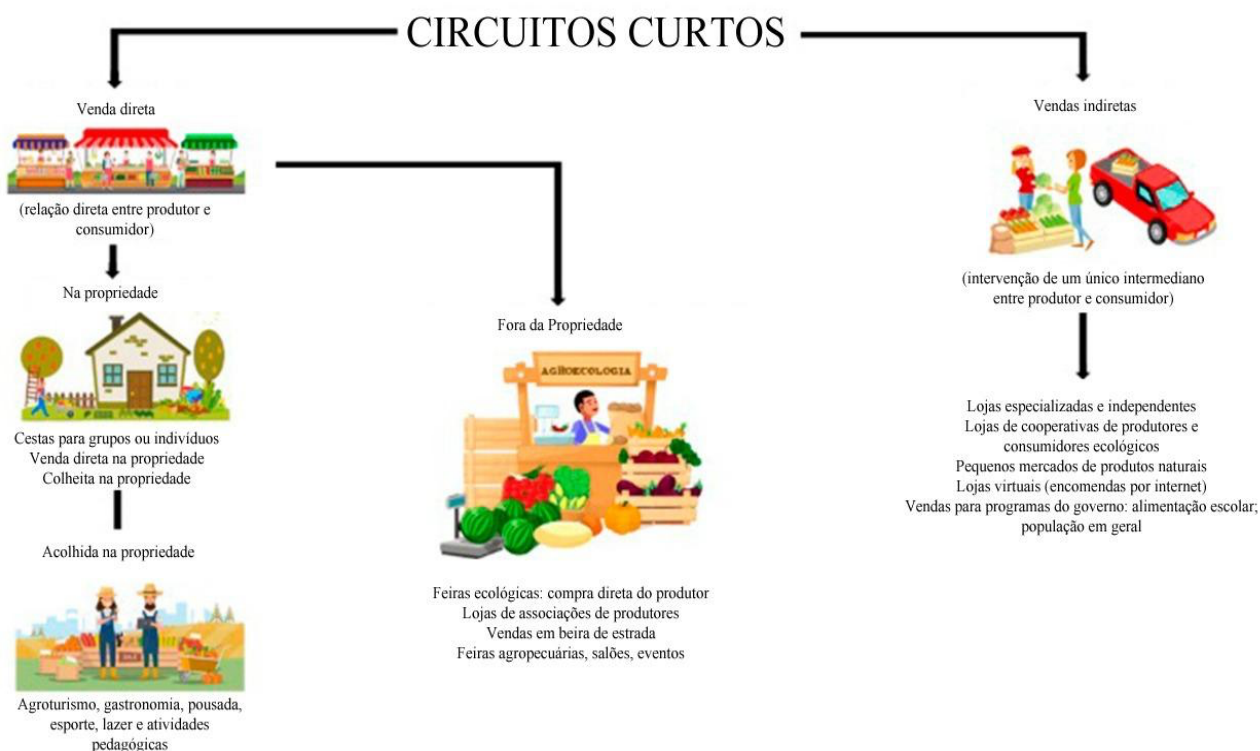 CIRCUITOS CURTOS
Venda direta
(relação direta entre produtor e
consumidor)
Na propriedade
Cestas para grupos ou indivíduos
Venda direta na propriedade
Colheita na propriedade
Acolhida na propriedade
Agroturismo, gastronomia, pousada,
esporte, lazer e atividades
pedagógicas
Fora da Propriedade
AGROECOLOGIA
Feiras ecológicas: compra direta do produtor
Lojas de associações de produtores
Vendas em beira de estrada
Feiras agropecuárias, salões, eventos
Vendas indiretas
(intervenção de um único intermediano
entre produtor e consumidor)
Lojas especializadas e independentes
Lojas de cooperativas de produtores e
consumidores ecológicos
Pequenos mercados de produtos naturais
Lojas virtuais (encomendas por internet)
Vendas para programas do governo: alimentação escolar;
população em geral